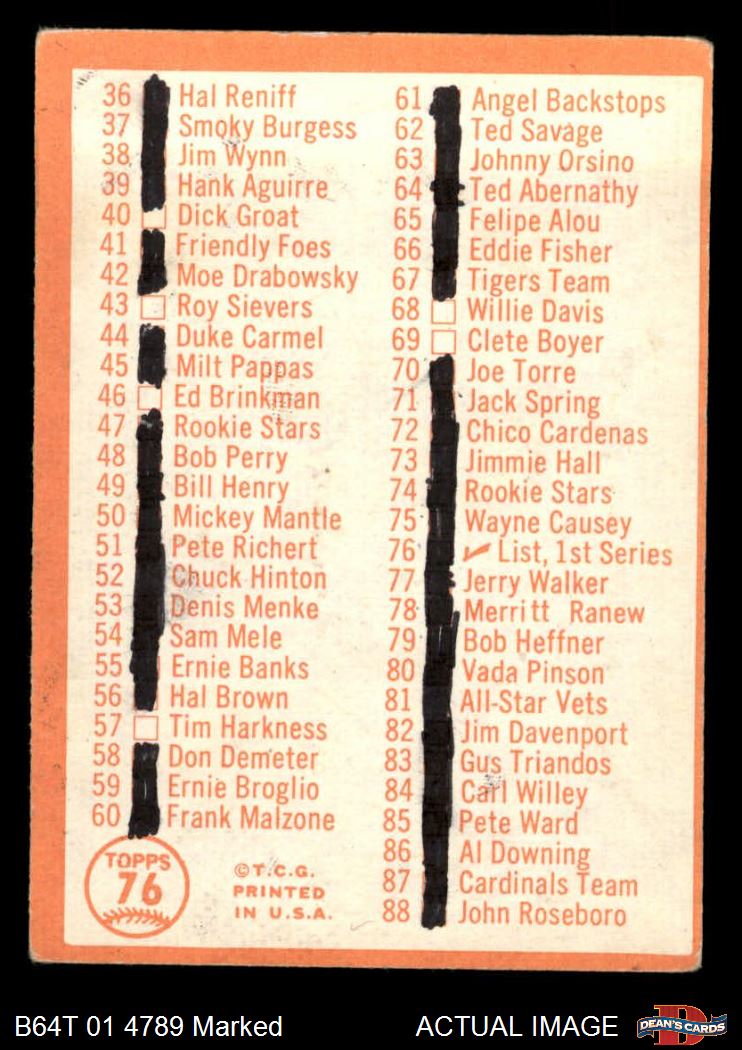 36 Hal Reniff
37 Smoky Burgess
38 Jim Wynn
39 Hank Aguirre
40 Dick Groat
41 Friendly Foes
42 Moe Drabowsky
43 Roy Sievers
44 Duke Carmel
45 Milt Pappas
46 Ed Brinkman
47 Rookie Stars
48 Bob Perry
49 Bill Henry
50 Mickey Mantle
51 Pete Richert
52 Chuck Hinton
53 Denis Menke
54 Sam Mele
55 Ernie Banks
56 Hal Brown
57 Tim Harkness
58 Don Demeter
59 Ernie Broglio
60 Frank Malzone
TOPPS
76
©T.C.G.
PRINTED
IN U.S.A.
61 Angel Backstops
62 Ted Savage
63 Johnny Orsino
64 Ted Abernathy
65 Felipe Alou
66 Eddie Fisher
67 Tigers Team
68 Willie Davis
69 Clete Boyer
70 Joe Torre
71 Jack Spring
72 Chico Cardenas
73 Jimmie Hall
74 Rookie Stars
75 Wayne Causey
76 ✓ List, 1st Series
77 Jerry Walker
78 Merritt Ranew
79 Bob Heffner
80 Vada Pinson
81 All-Star Vets
82 Jim Davenport
83 Gus Triandos
84 Carl Willey
85 Pete Ward
86 Al Downing
87 Cardinals Team
88 John Roseboro
B64T 01 4789 Marked
ACTUAL IMAGE
DEAN'S CARDS